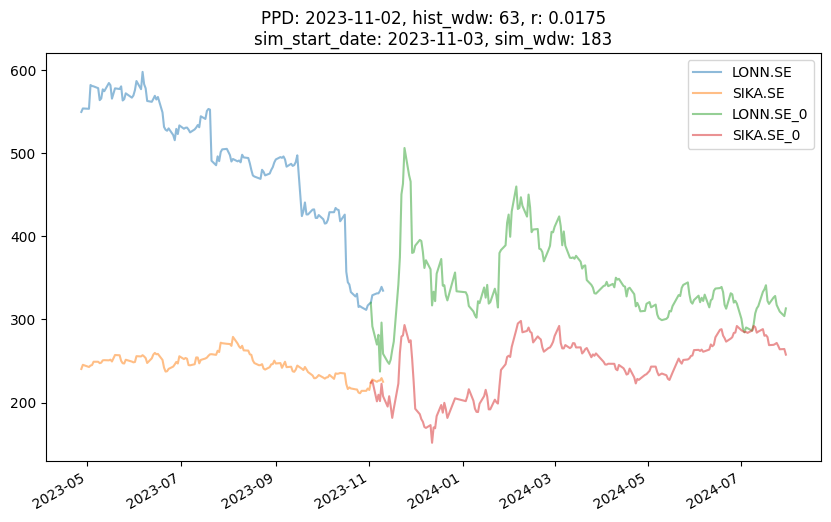 PPD: 2023-11-02, hist_wdw: 63, r: 0.0175
sim_start_date: 2023-11-03, sim_wdw: 183
LONN.SE
SIKA.SE
LONN.SE_0
SIKA.SE_0
600
500
400
300
200
2023-05
2023-07
2023-09
2023-11
2024-01
2024-03
2024-05
2024-07